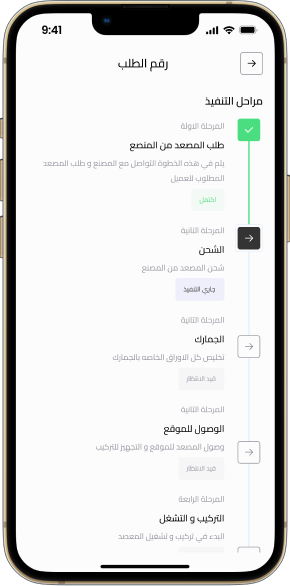 9:41
رقم الطلب
مراحل التنفيذ
المرحلة الاولة
طلب المصعد من المنصع
يتم في هذه الخطوة التواصل مع المصنع و طلب المصعد
المطلوب للعميل
اكتمل
المرحلة الثانية
الشحن
شحن المصعد من المصنع
جاري التنفيذ
المرحلة الثانية
الجمارك
تخليص كل الاوراق الخاصه بالجمارك
قيد الانتظار
المرحلة الثانية
الوصول للموقع
وصول المصعد للموقع و التجهيز للتركيب
قيد الانتظار
المرحلة الرابعة
التركيب و التشغل
البدء في تركيب و تشغيل المصعد